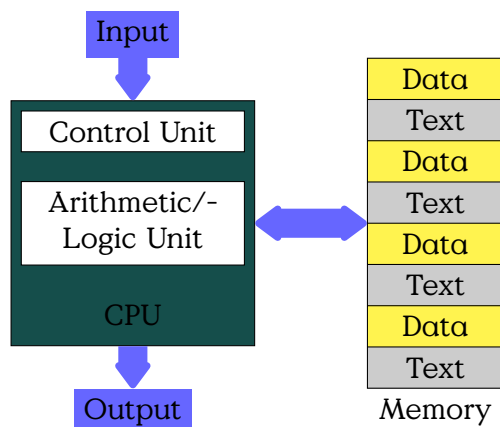 Input
Control Unit
Arithmetic/-
Logic Unit
CPU
Output
Data
Text
Data
Text
Data
Text
Data
Text
Memory